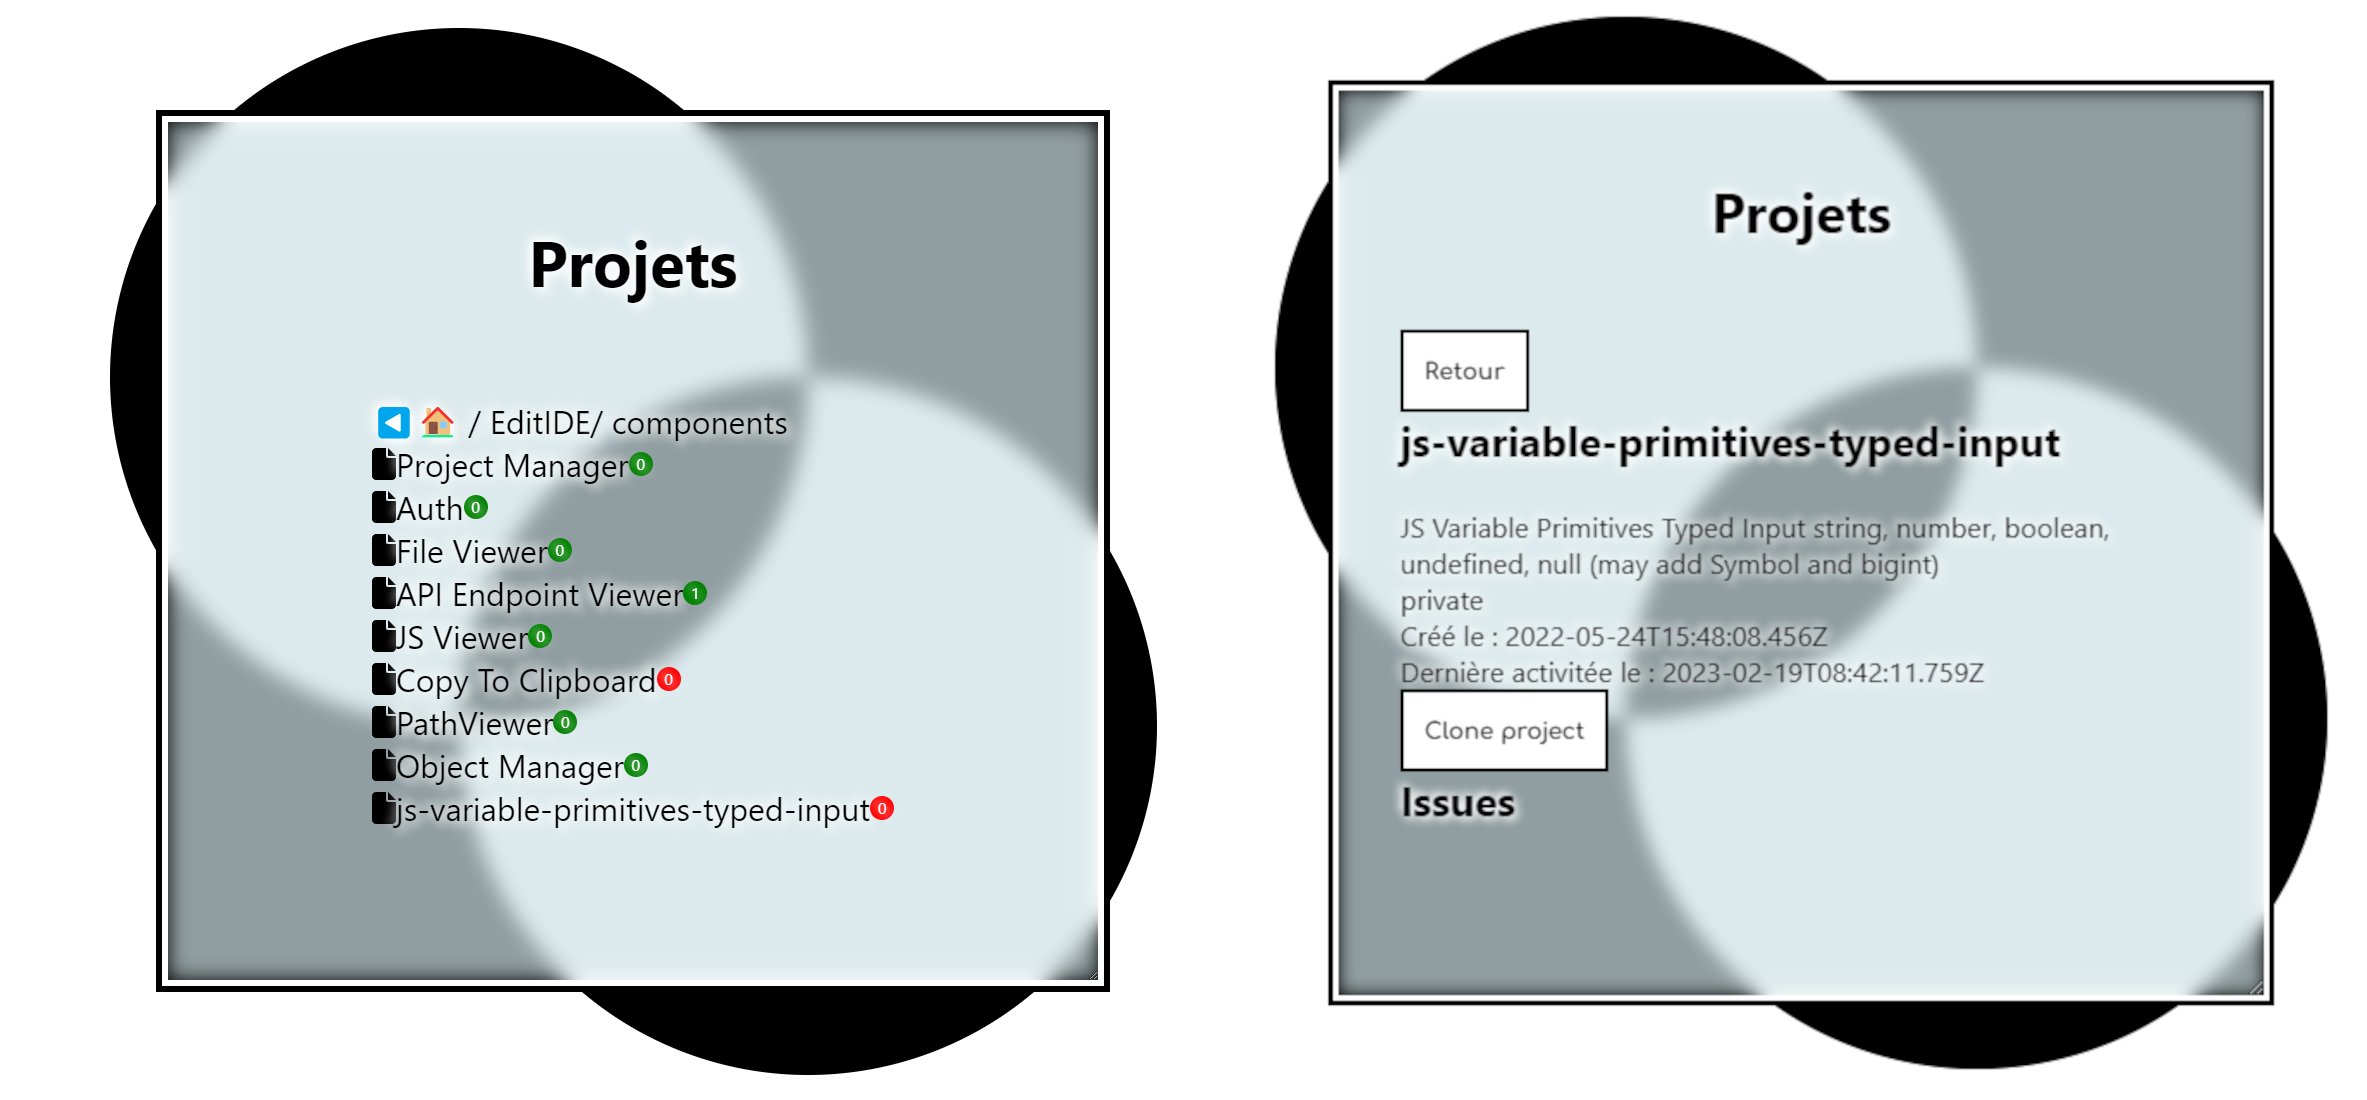 Projets
/ EditIDE/ components
Project Manager 0
Auth 0
File Viewer 0
API Endpoint Viewer 1
JS Viewer 0
Copy To Clipboard 0
PathViewer 0
Object Manager 0
js-variable-primitives-typed-input 0
Projets
Retour
js-variable-primitives-typed-input
JS Variable Primitives Typed Input string, number, boolean,
undefined, null (may add Symbol and bigint)
private
Créé le : 2022-05-24T15:48:08.456Z
Dernière activitée le : 2023-02-19T08:42:11.759Z
Clone project
Issues